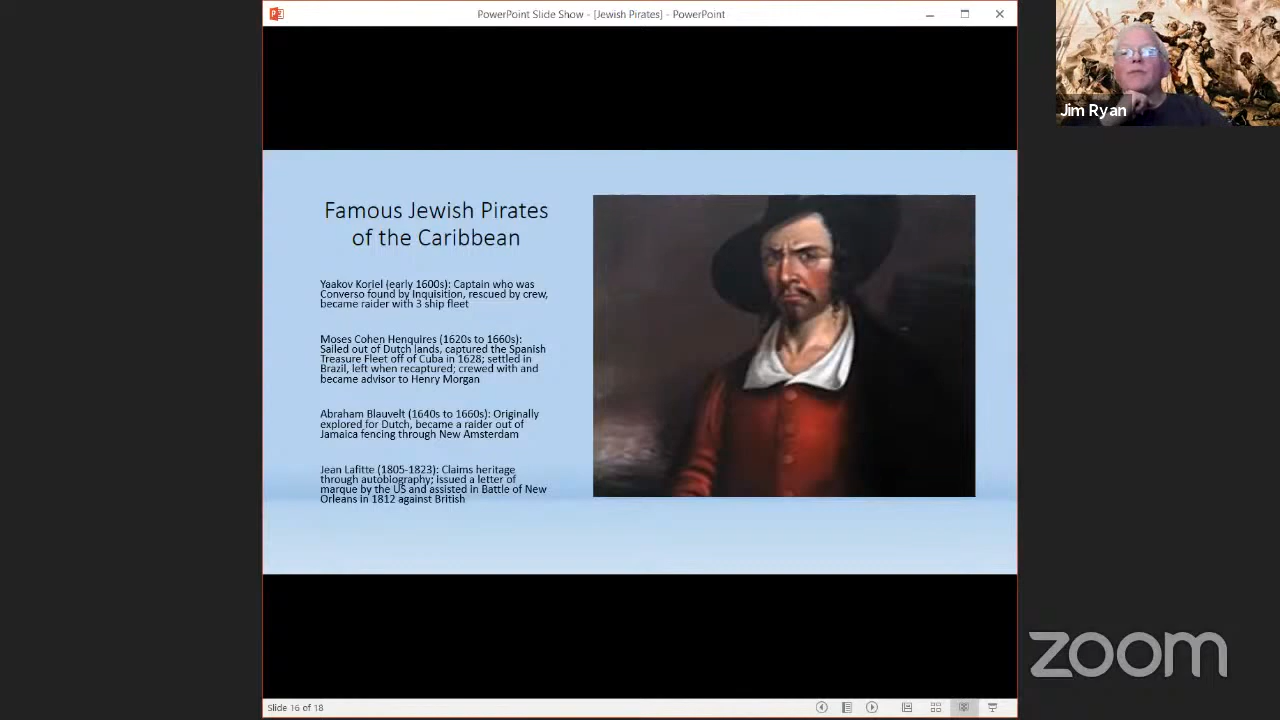 PowerPoint Slide Show - [Jewish Pirates] - PowerPoint
Jim Ryan
Famous Jewish Pirates
of the Caribbean
Yaakov Koriel (early 1600s): Captain who was
Converso found by Inquisition, rescued by crew,
became raider with 3 ship fleet
Moses Cohen Henquires (1620s to 1660s):
Sailed out of Dutch lands, captured the Spanish
Treasure Fleet off of Cuba in 1628; settled in
Brazil, left when recaptured; crewed with and
became advisor to Henry Morgan
Abraham Blauvelt (1640s to 1660s): Originally
explored for Dutch, became a raider out of
Jamaica fencing through New Amsterdam
Jean Lafitte (1805-1823): Claims heritage
through autobiography; issued a letter of
marque by the US and assisted in Battle of New
Orleans in 1812 against British
zoom
Slide 16 of 18